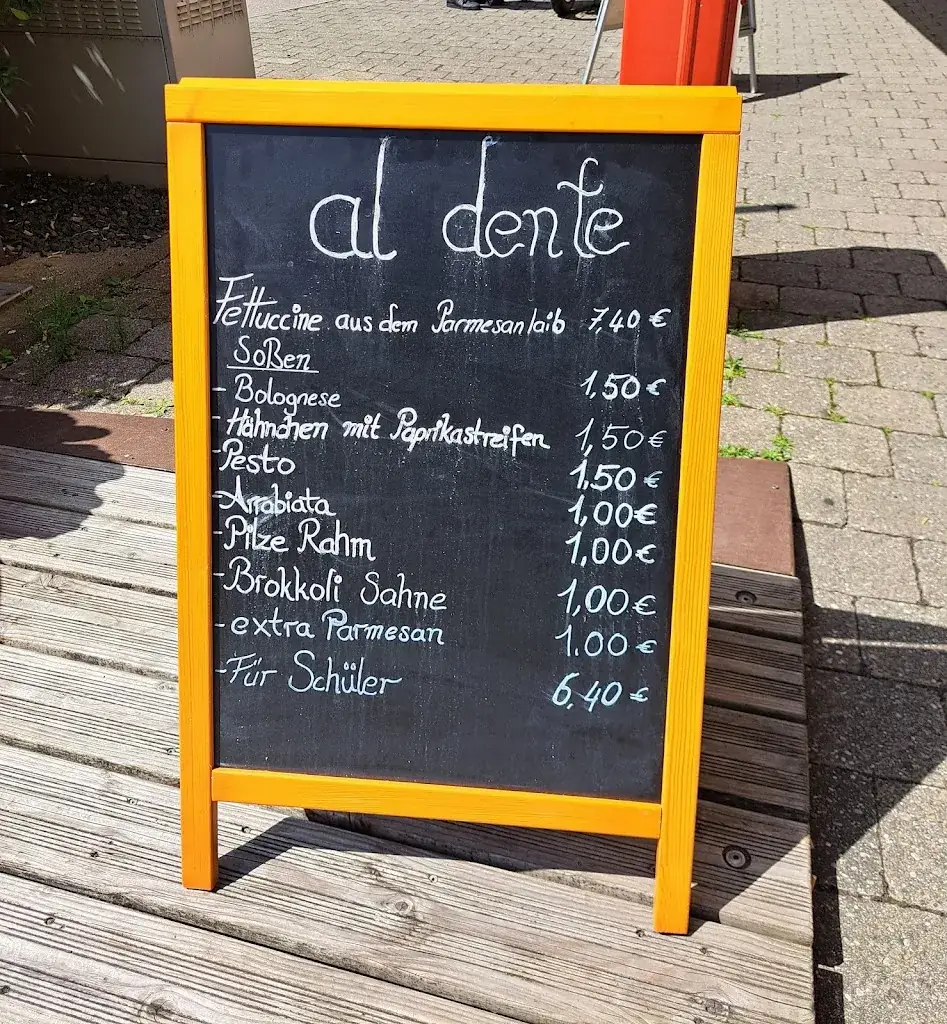 al dente
Fettuccine aus dem Parmesanlaib 7,40 €
Soßen
- Bolognese 1,50 €
- Hähnchen mit Paprikastreifen 1,50 €
- Pesto 1,50 €
- Arrabiata 1,00 €
- Pilze Rahm 1,00 €
- Brokkoli Sahne 1,00 €
- extra Parmesan 1.00 €
- Für Schüler 6,40 €